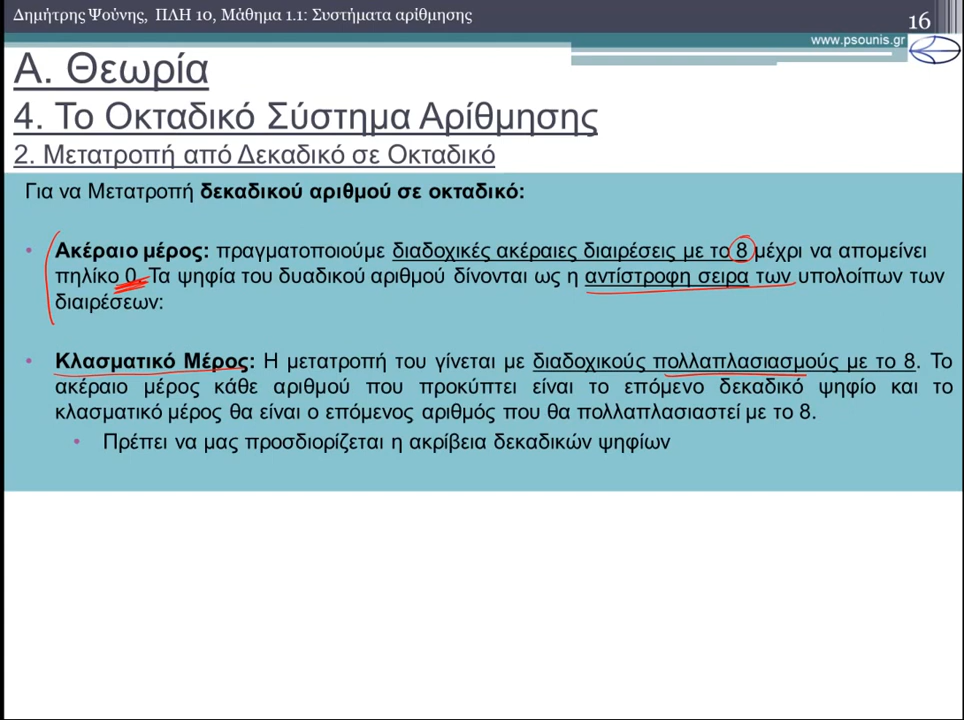 Δημήτρης Ψούνης, ΠΛΗ 10, Μάθημα 1.1: Συστήματα αρίθμησης
16
www.psounis.gr
Α. Θεωρία
4. Το Οκταδικό Σύστημα Αρίθμησης
2. Μετατροπή από Δεκαδικό σε Οκταδικό
Για να Μετατροπή δεκαδικού αριθμού σε οκταδικό:
• Ακέραιο μέρος: πραγματοποιούμε διαδοχικές ακέραιες διαιρέσεις με το 8 μέχρι να απομείνει
πηλίκο 0. Τα ψηφία του δυαδικού αριθμού δίνονται ως η αντίστροφη σειρα των υπολοίπων των
διαιρέσεων:
• Κλασματικό Μέρος: Η μετατροπή του γίνεται με διαδοχικούς πολλαπλασιασμούς με το 8. Το
ακέραιο μέρος κάθε αριθμού που προκύπτει είναι το επόμενο δεκαδικό ψηφίο και το
κλασματικό μέρος θα είναι ο επόμενος αριθμός που θα πολλαπλασιαστεί με το 8.
• Πρέπει να μας προσδιορίζεται η ακρίβεια δεκαδικών ψηφίων